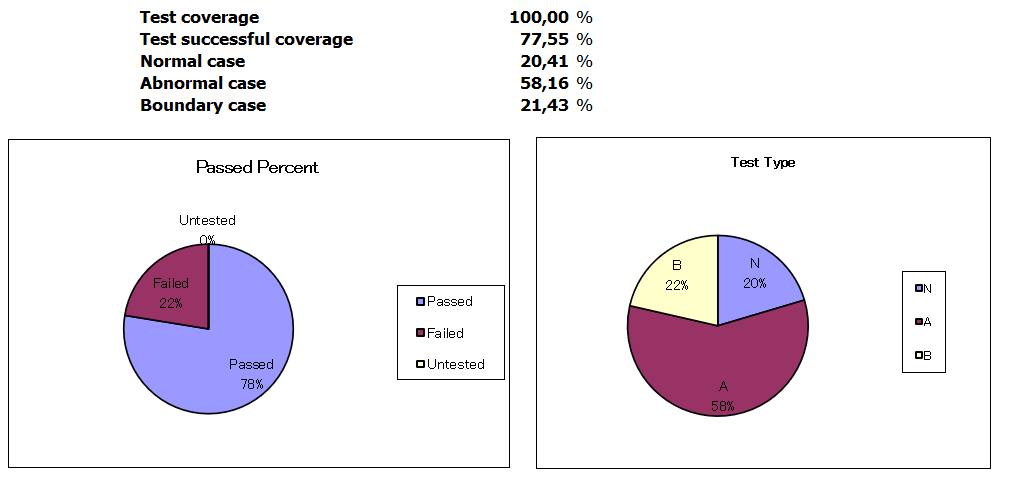 Test coverage 100,00 %
Test successful coverage 77,55 %
Normal case 20,41 %
Abnormal case 58,16 %
Boundary case 21,43 %
Passed Percent
Untested
0%
Failed
22%
Passed
78%
Passed
Failed
Untested
Test Type
N
20%
B
22%
A
58%
N
A
B